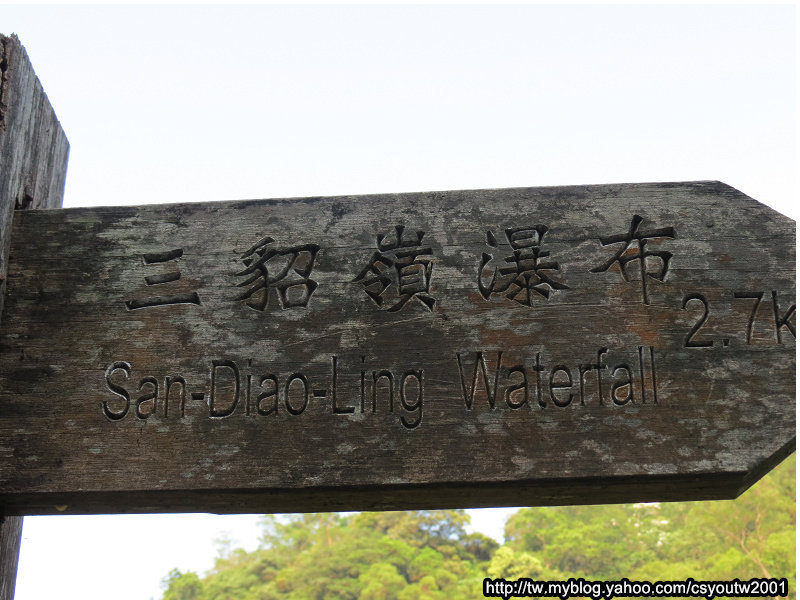 三貂嶺瀑布
2.7k
San-Diao-Ling Waterfall
http://tw.myblog.yahoo.com/csyoutw2001